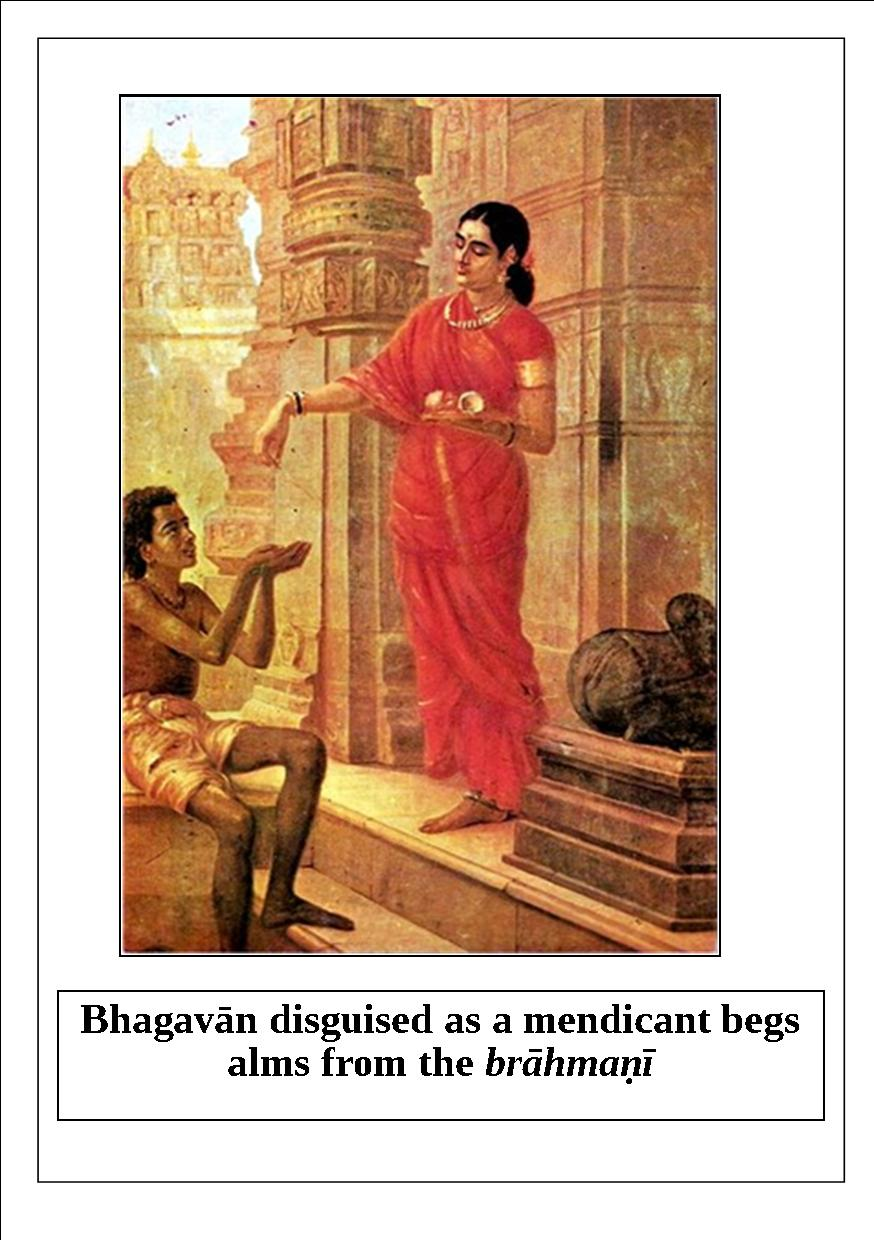 Bhagavān disguised as a mendicant begs
alms from the brāhmaṇī